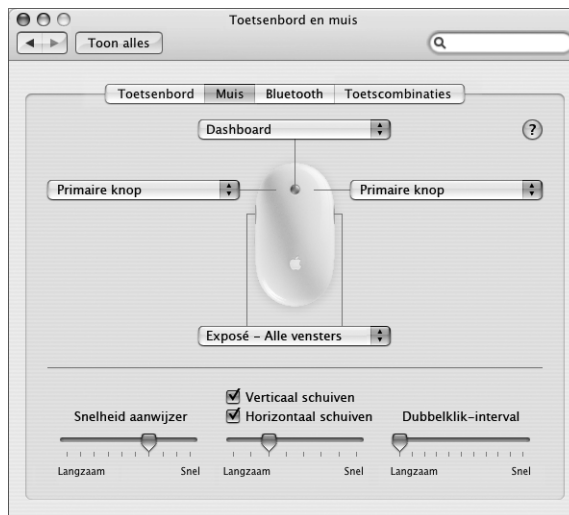 Toetsenbord en muis
Toon alles
Toetsenbord Muis Bluetooth Toetscombinaties
Dashboard
?
Primaire knop Primaire knop
Exposé – Alle vensters
Verticaal schuiven
Snelheid aanwijzer Horizontaal schuiven Dubbelklik-interval
Langzaam Snel Langzaam Snel Langzaam Snel